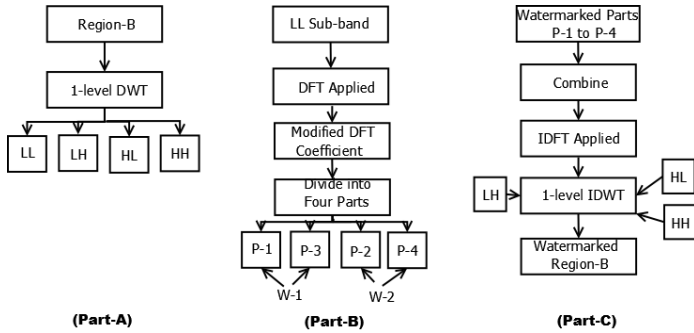 Region-B
1-level DWT
LL
LH
HL
HH
(Part-A)
LL Sub-band
DFT Applied
Modified DFT
Coefficient
Divide into
Four Parts
P-1
P-3
P-2
P-4
W-1
W-2
(Part-B)
Watermarked Parts
P-1 to P-4
Combine
IDFT Applied
LH
1-level IDWT
HL
HH
Watermarked
Region-B
(Part-C)